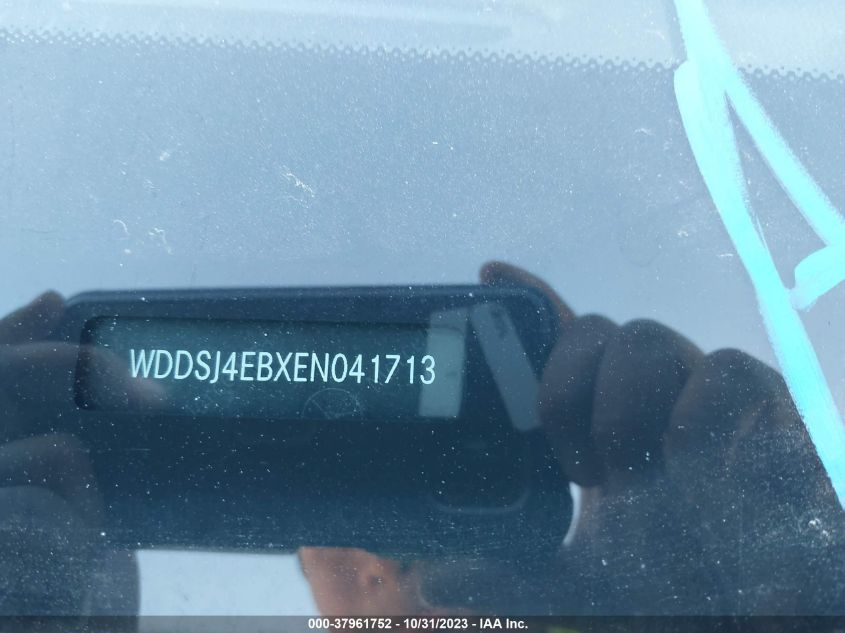 WDDSJ4EBXEN041713
000-37961752 - 10/31/2023 - IAA Inc.